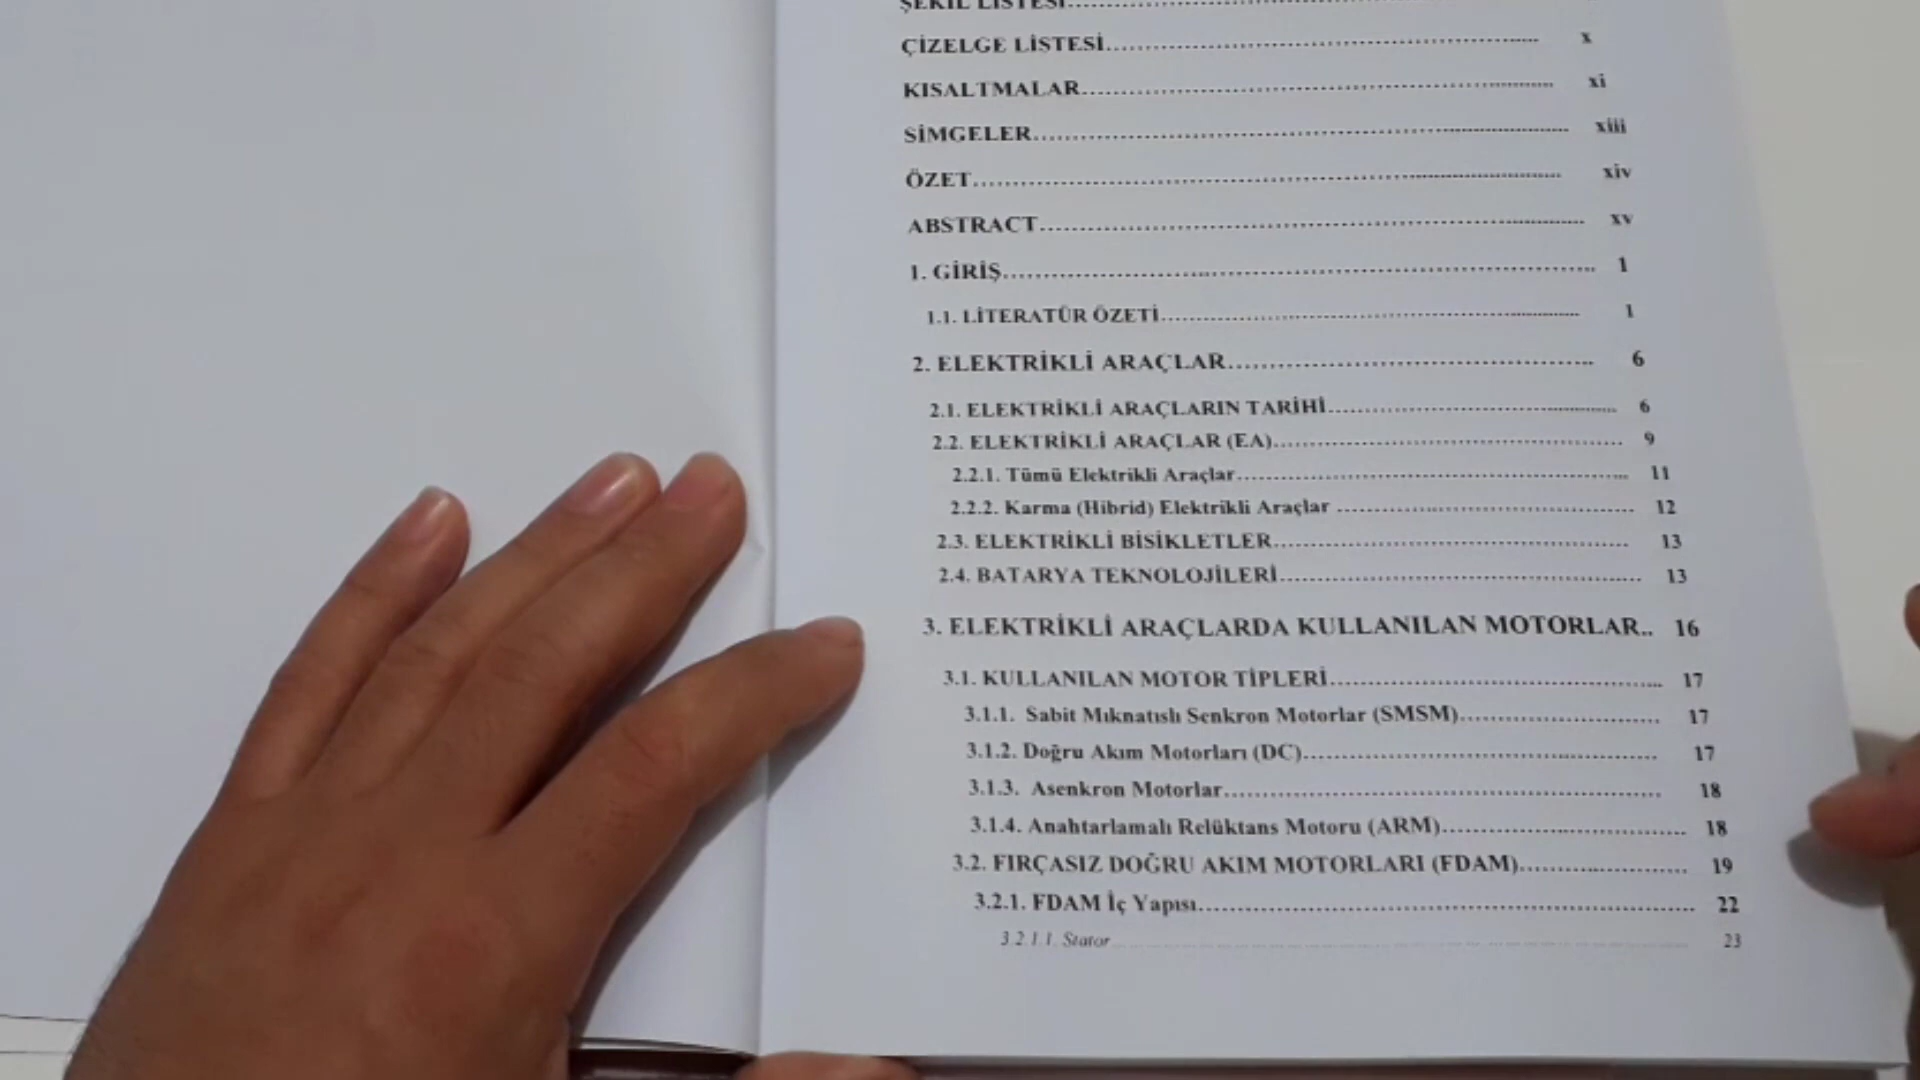 ŞEKİL LİSTESİ
ÇİZELGE LİSTESİ x
KISALTMALAR xi
SİMGELER xiii
ÖZET xiv
ABSTRACT xv
1. GİRİŞ 1
1.1. LİTERATÜR ÖZETİ 1
2. ELEKTRİKLİ ARAÇLAR 6
2.1. ELEKTRİKLİ ARAÇLARIN TARİHİ 6
2.2. ELEKTRİKLİ ARAÇLAR (EA) 9
2.2.1. Tümü Elektrikli Araçlar 11
2.2.2. Karma (Hibrid) Elektrikli Araçlar 12
2.3. ELEKTRİKLİ BİSİKLETLER 13
2.4. BATARYA TEKNOLOJİLERİ 13
3. ELEKTRİKLİ ARAÇLARDA KULLANILAN MOTORLAR.. 16
3.1. KULLANILAN MOTOR TİPLERİ 17
3.1.1. Sabit Mıknatıslı Senkron Motorlar (SMSM) 17
3.1.2. Doğru Akım Motorları (DC) 17
3.1.3. Asenkron Motorlar 18
3.1.4. Anahtarlamalı Relüktans Motoru (ARM) 18
3.2. FIRÇASIZ DOĞRU AKIM MOTORLARI (FDAM) 19
3.2.1. FDAM İç Yapısı 22
3.2.1.1. Stator 23